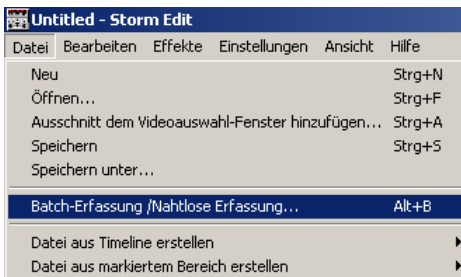 Untitled - Storm Edit
Datei Bearbeiten Effekte Einstellungen Ansicht Hilfe
Neu Strg+N
Öffnen... Strg+F
Ausschnitt dem Videoauswahl-Fenster hinzufügen... Strg+A
Speichern Strg+S
Speichern unter...
Batch-Erfassung /Nahtlose Erfassung... Alt+B
Datei aus Timeline erstellen
Datei aus markiertem Bereich erstellen